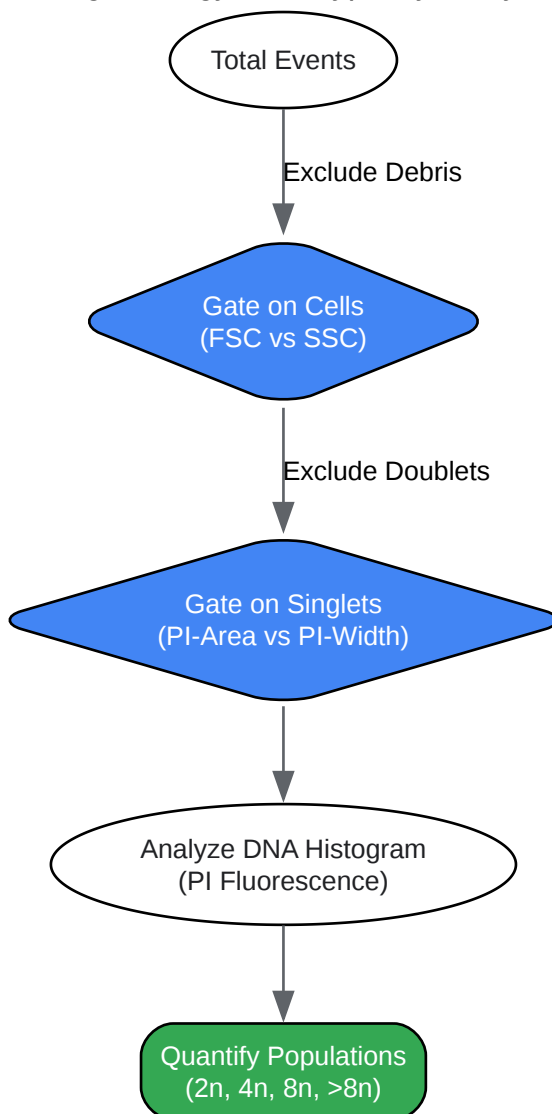 Total Events
Exclude Debris
Gate on Cells
(FSC vs SSC)
Exclude Doublets
Gate on Singlets
(PI-Area vs PI-Width)
Analyze DNA Histogram
(PI Fluorescence)
Quantify Populations
(2n, 4n, 8n, >8n)